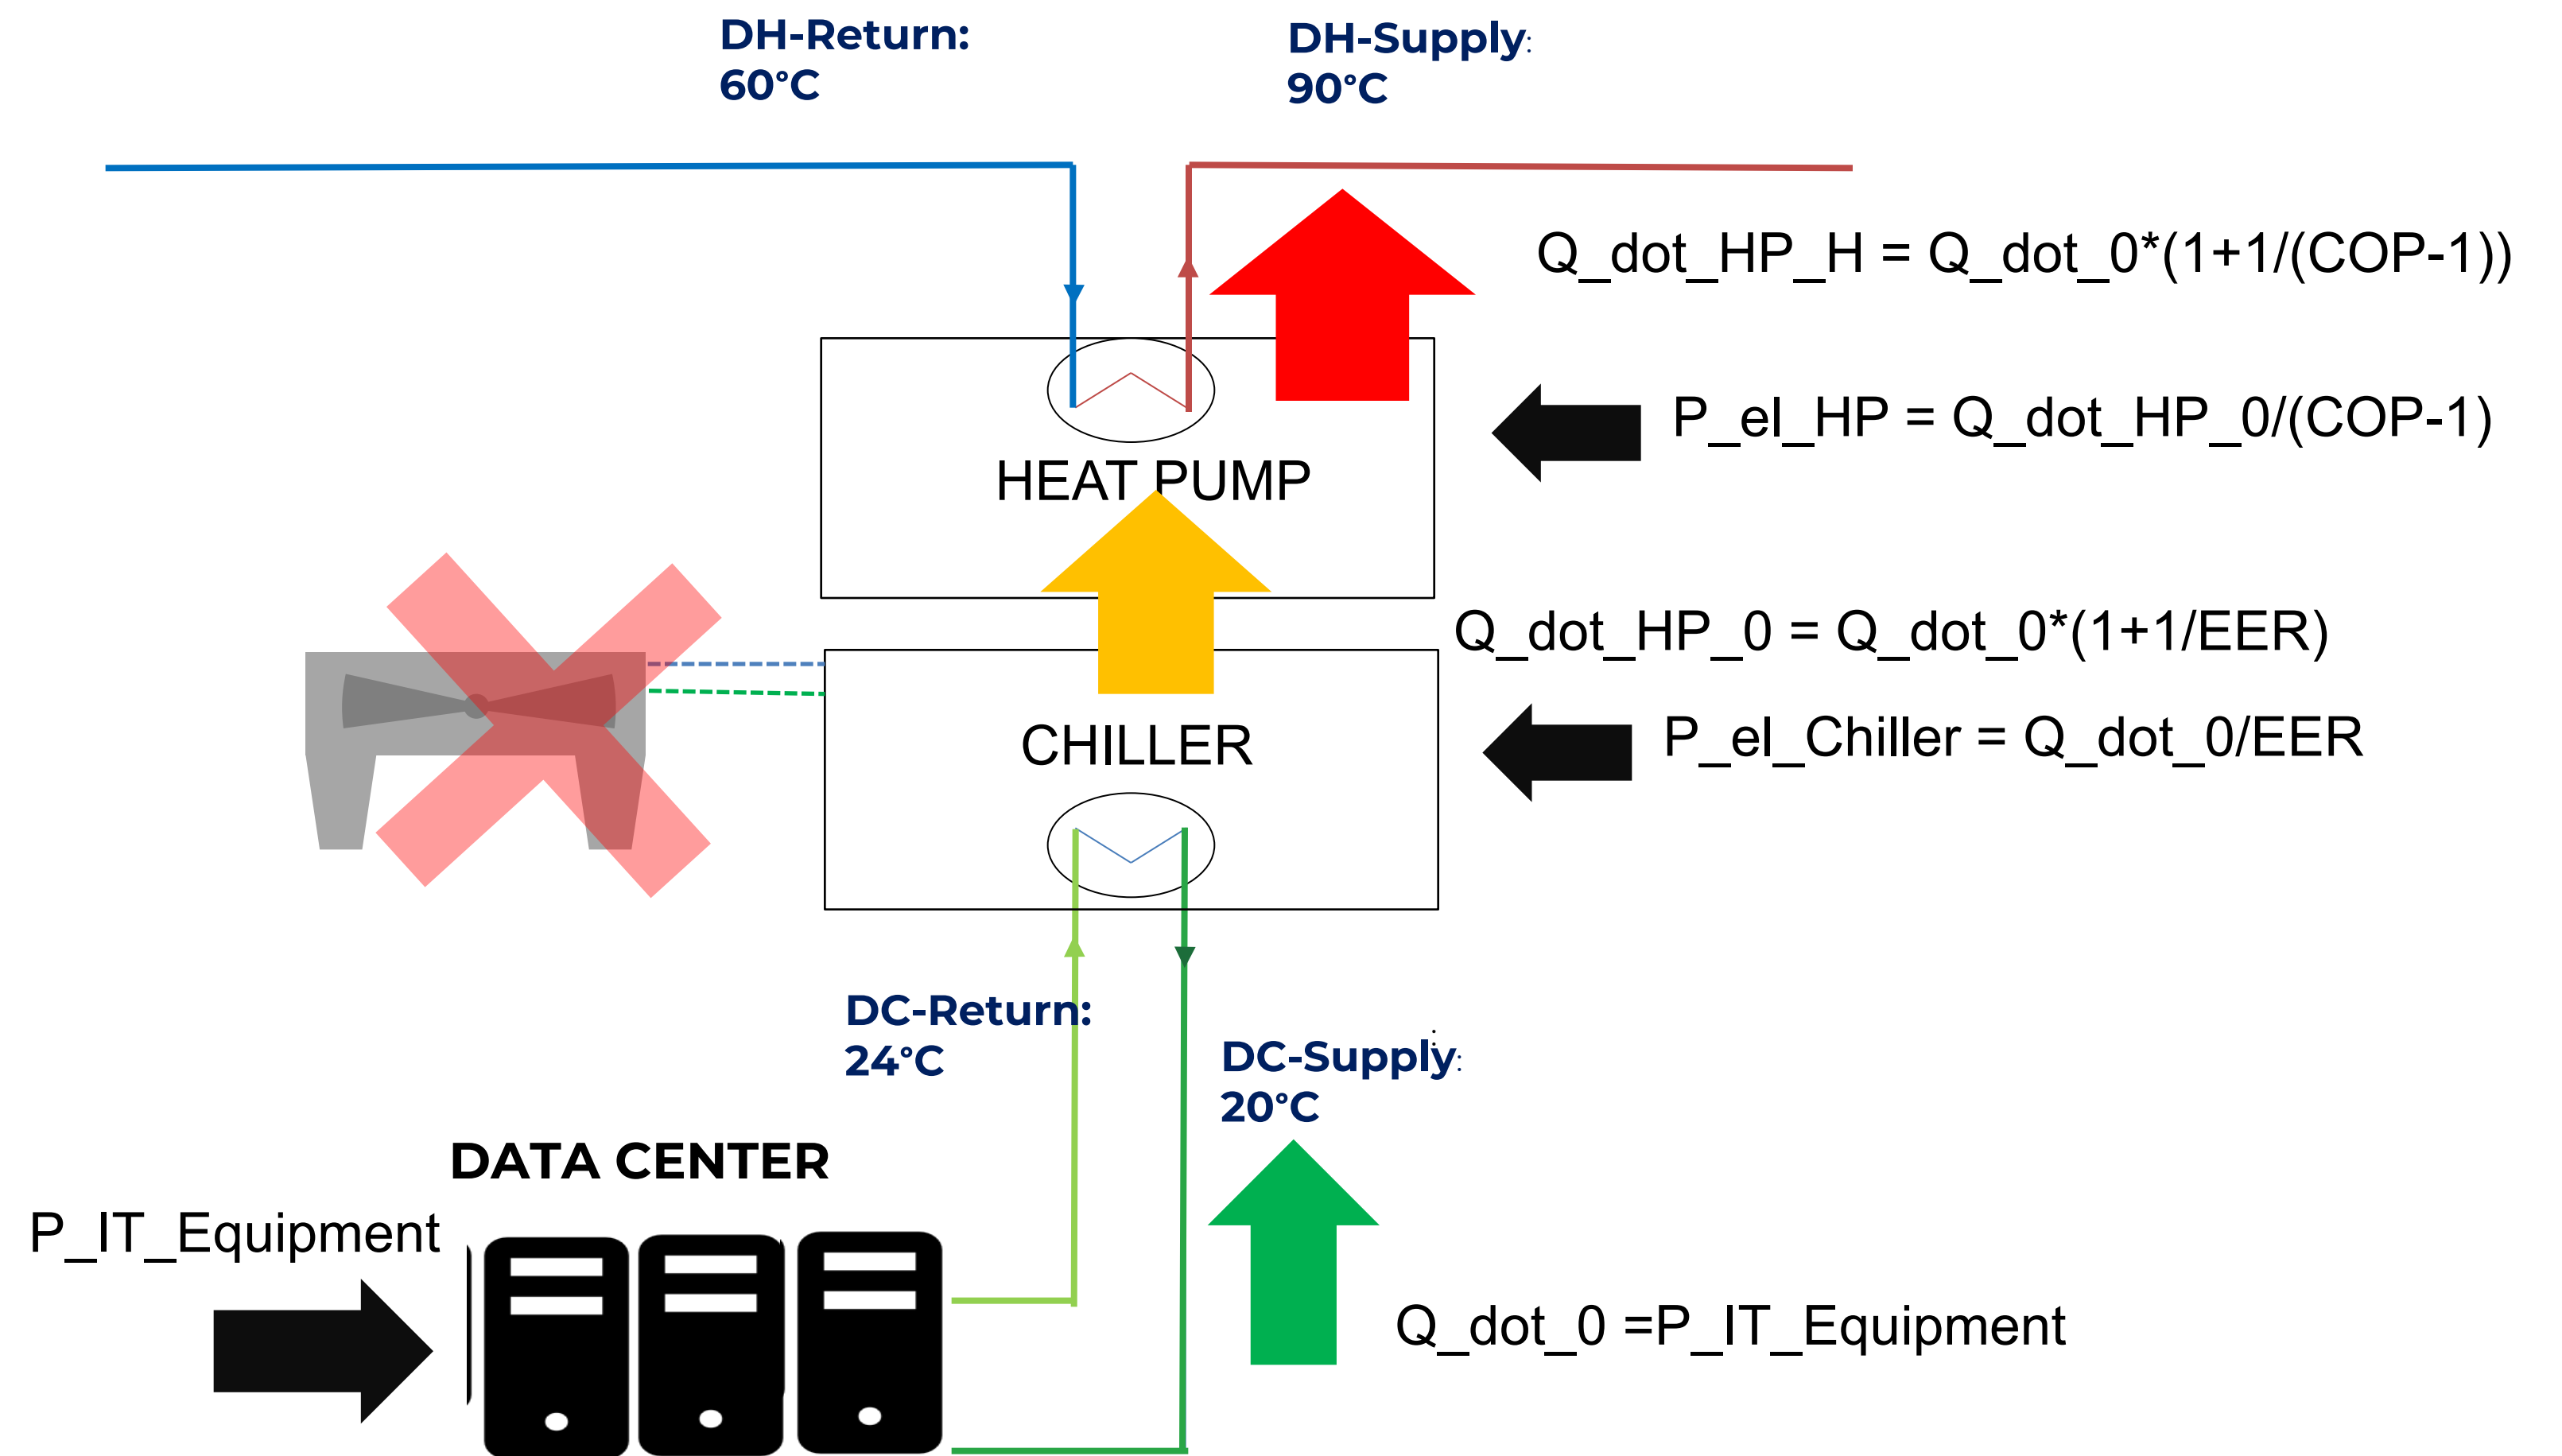 DH-Return:
60°C
DH-Supply:
90°C
Q_dot_HP_H = Q_dot_0*(1+1/(COP-1))
P_el_HP = Q_dot_HP_0/(COP-1)
HEAT PUMP
Q_dot_HP_0 = Q_dot_0*(1+1/EER)
CHILLER
P_el_Chiller = Q_dot_0/EER
DC-Return:
24°C
:
DC-Supply:
20°C
DATA CENTER
P_IT_Equipment
Q_dot_0 =P_IT_Equipment